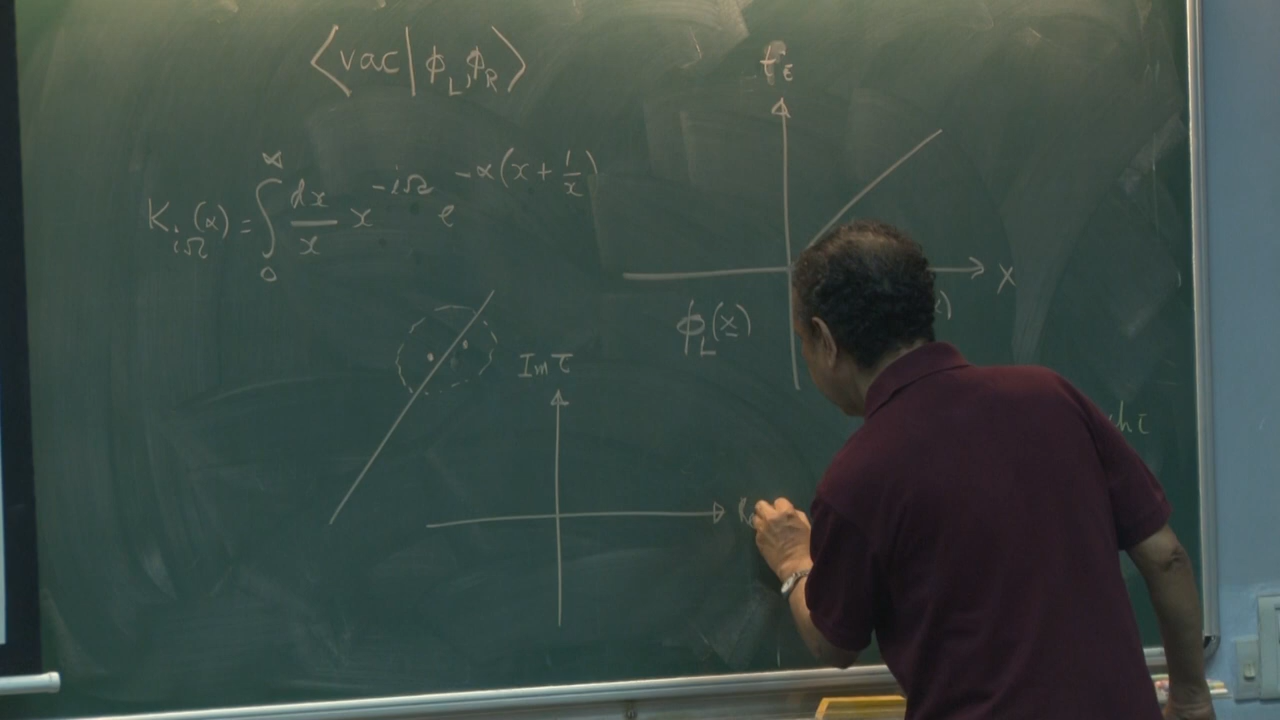 ⟨vac|ϕ_L,ϕ_R⟩
t_E
K_{iΩ}(α) = ∫_0^∞ dx/x x^{-iΩ} e^{-α(x + 1/x)}
X
ϕ_L(x)
Im τ